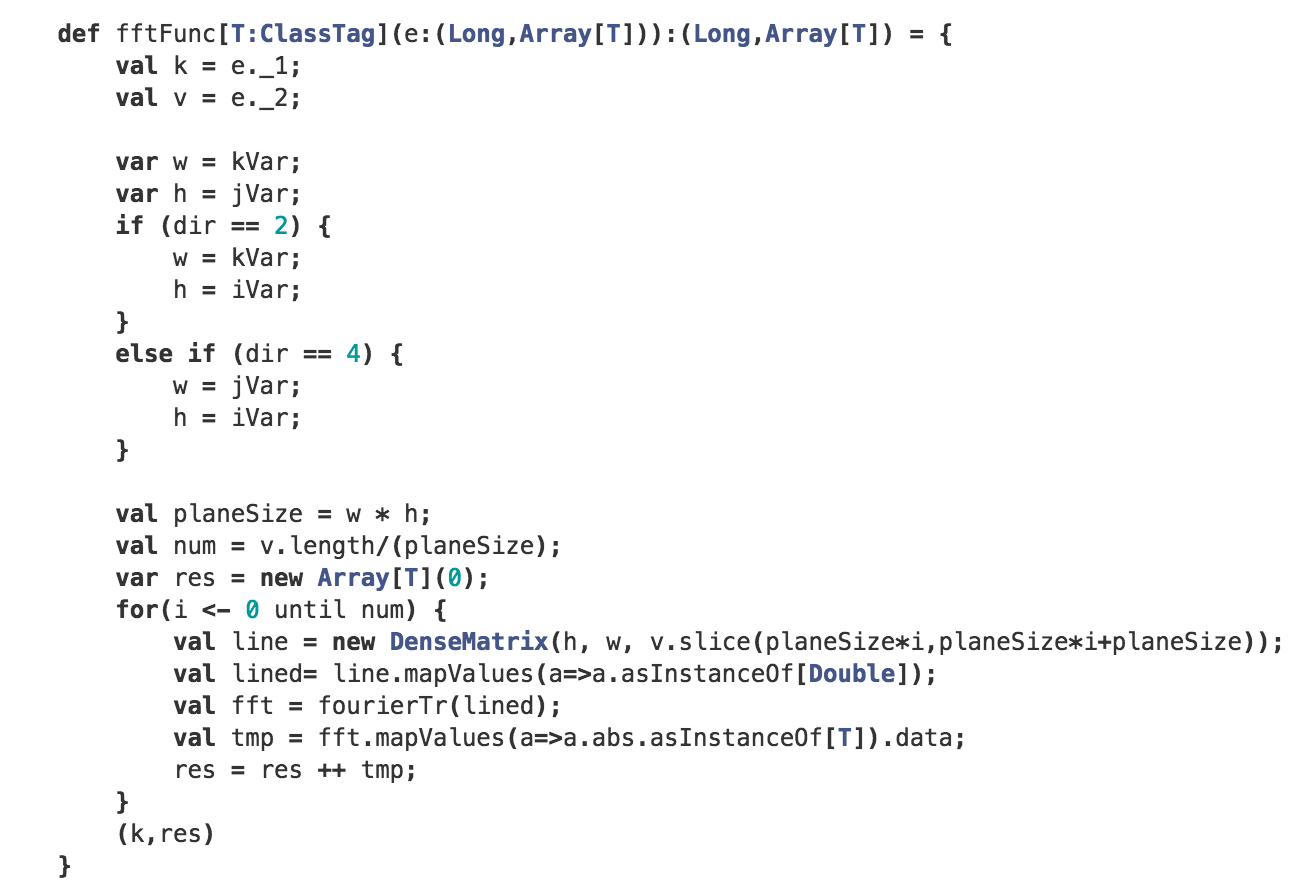 def fftFunc[T:ClassTag](e:(Long,Array[T])):(Long,Array[T]) = {
    val k = e._1;
    val v = e._2;

    var w = kVar;
    var h = jVar;
    if (dir == 2) {
        w = kVar;
        h = iVar;
    }
    else if (dir == 4) {
        w = jVar;
        h = iVar;
    }

    val planeSize = w * h;
    val num = v.length/(planeSize);
    var res = new Array[T](0);
    for(i <- 0 until num) {
        val line = new DenseMatrix(h, w, v.slice(planeSize*i,planeSize*i+planeSize));
        val lined= line.mapValues(a=>a.asInstanceOf[Double]);
        val fft = fourierTr(lined);
        val tmp = fft.mapValues(a=>a.abs.asInstanceOf[T]).data;
        res = res ++ tmp;
    }
    (k,res)
}